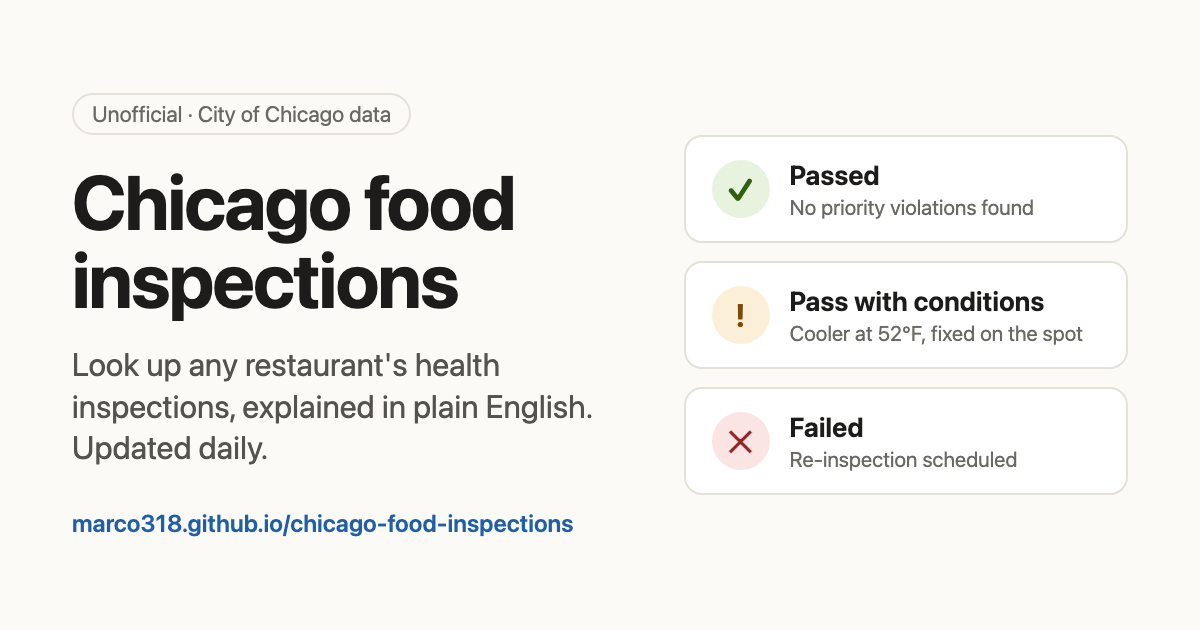 Unofficial · City of Chicago data
Chicago food
inspections
Look up any restaurant's health
inspections, explained in plain English.
Updated daily.
marco318.github.io/chicago-food-inspections
Passed
No priority violations found
!
Pass with conditions
Cooler at 52°F, fixed on the spot
Failed
Re-inspection scheduled